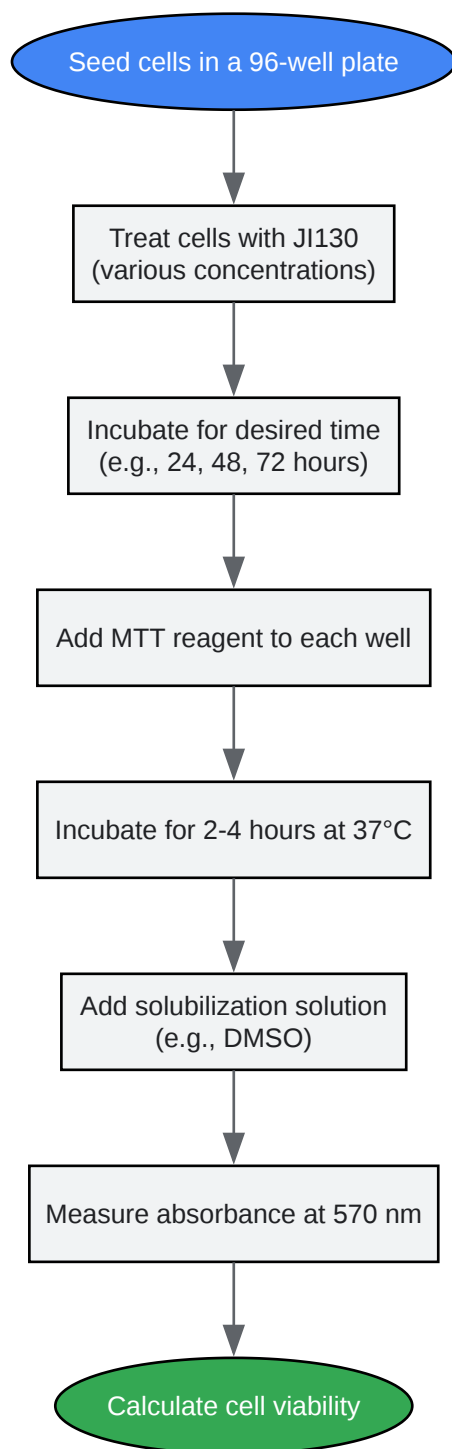 Seed cells in a 96-well plate
Treat cells with JI130
(various concentrations)
Incubate for desired time
(e.g., 24, 48, 72 hours)
Add MTT reagent to each well
Incubate for 2-4 hours at 37°C
Add solubilization solution
(e.g., DMSO)
Measure absorbance at 570 nm
Calculate cell viability